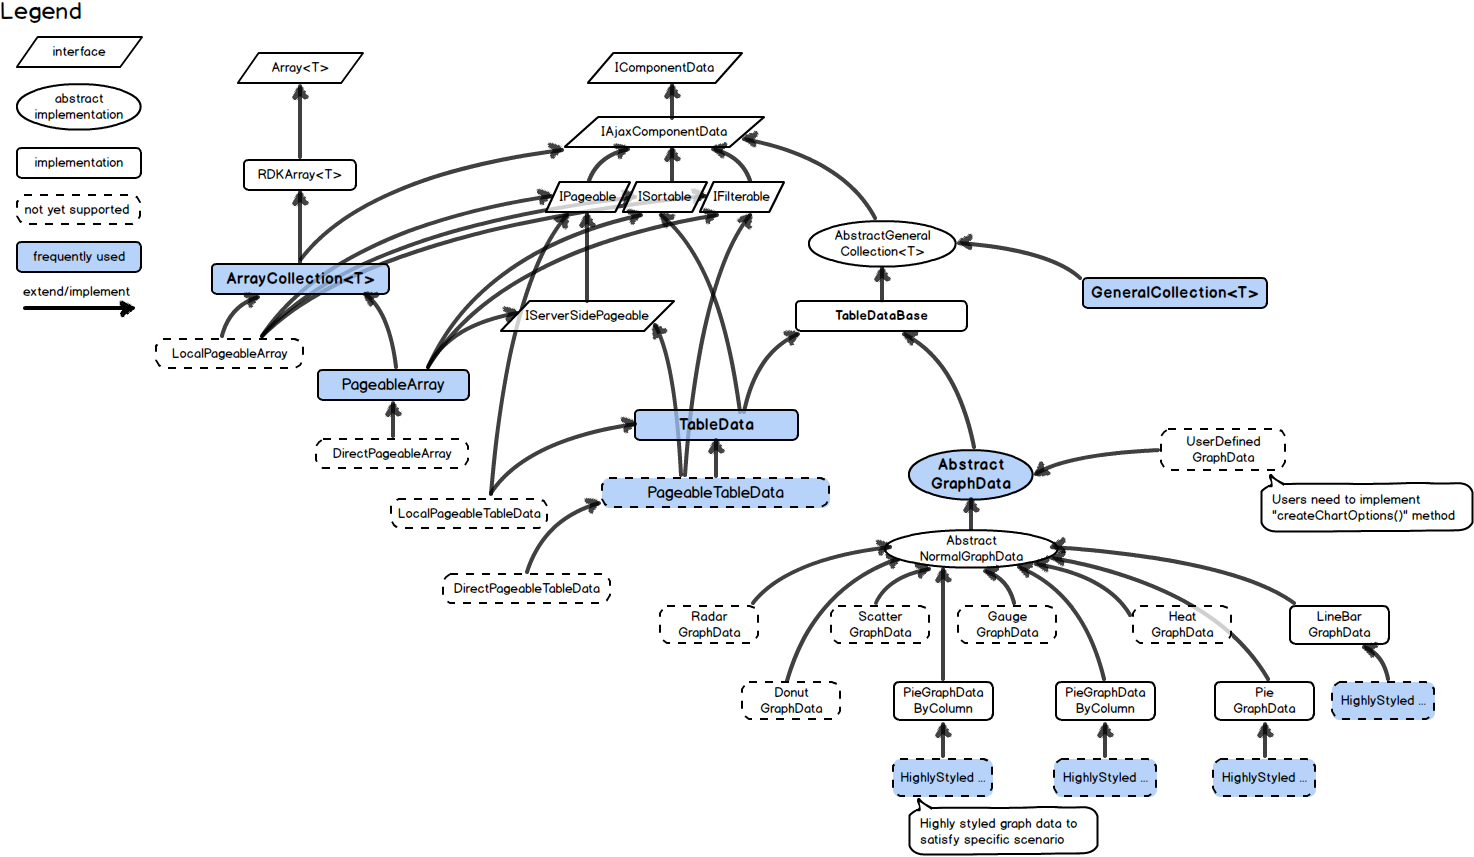 Legend
interface
abstract
implementation
implementation
not yet supported
frequently used
extend/implement
Array<T>
IComponentData
IAjaxComponentData
RDKArray<T>
IPageable
ISortable
IFilterable
AbstractGeneral
Collection<T>
ArrayCollection<T>
GeneralCollection<T>
IServerSidePageable
TableDataBase
LocalPageableArray
PageableArray
TableData
DirectPageableArray
UserDefined
GraphData
Abstract
GraphData
PageableTableData
LocalPageableTableData
Users need to implement
"createChartOptions()" method
Abstract
NormalGraphData
DirectPageableTableData
Radar
GraphData
Scatter
GraphData
Gauge
GraphData
Heat
GraphData
LineBar
GraphData
Donut
GraphData
PieGraphData
ByColumn
PieGraphData
ByColumn
Pie
GraphData
HighlyStyled ...
HighlyStyled ...
HighlyStyled ...
HighlyStyled ...
Highly styled graph data to
satisfy specific scenario